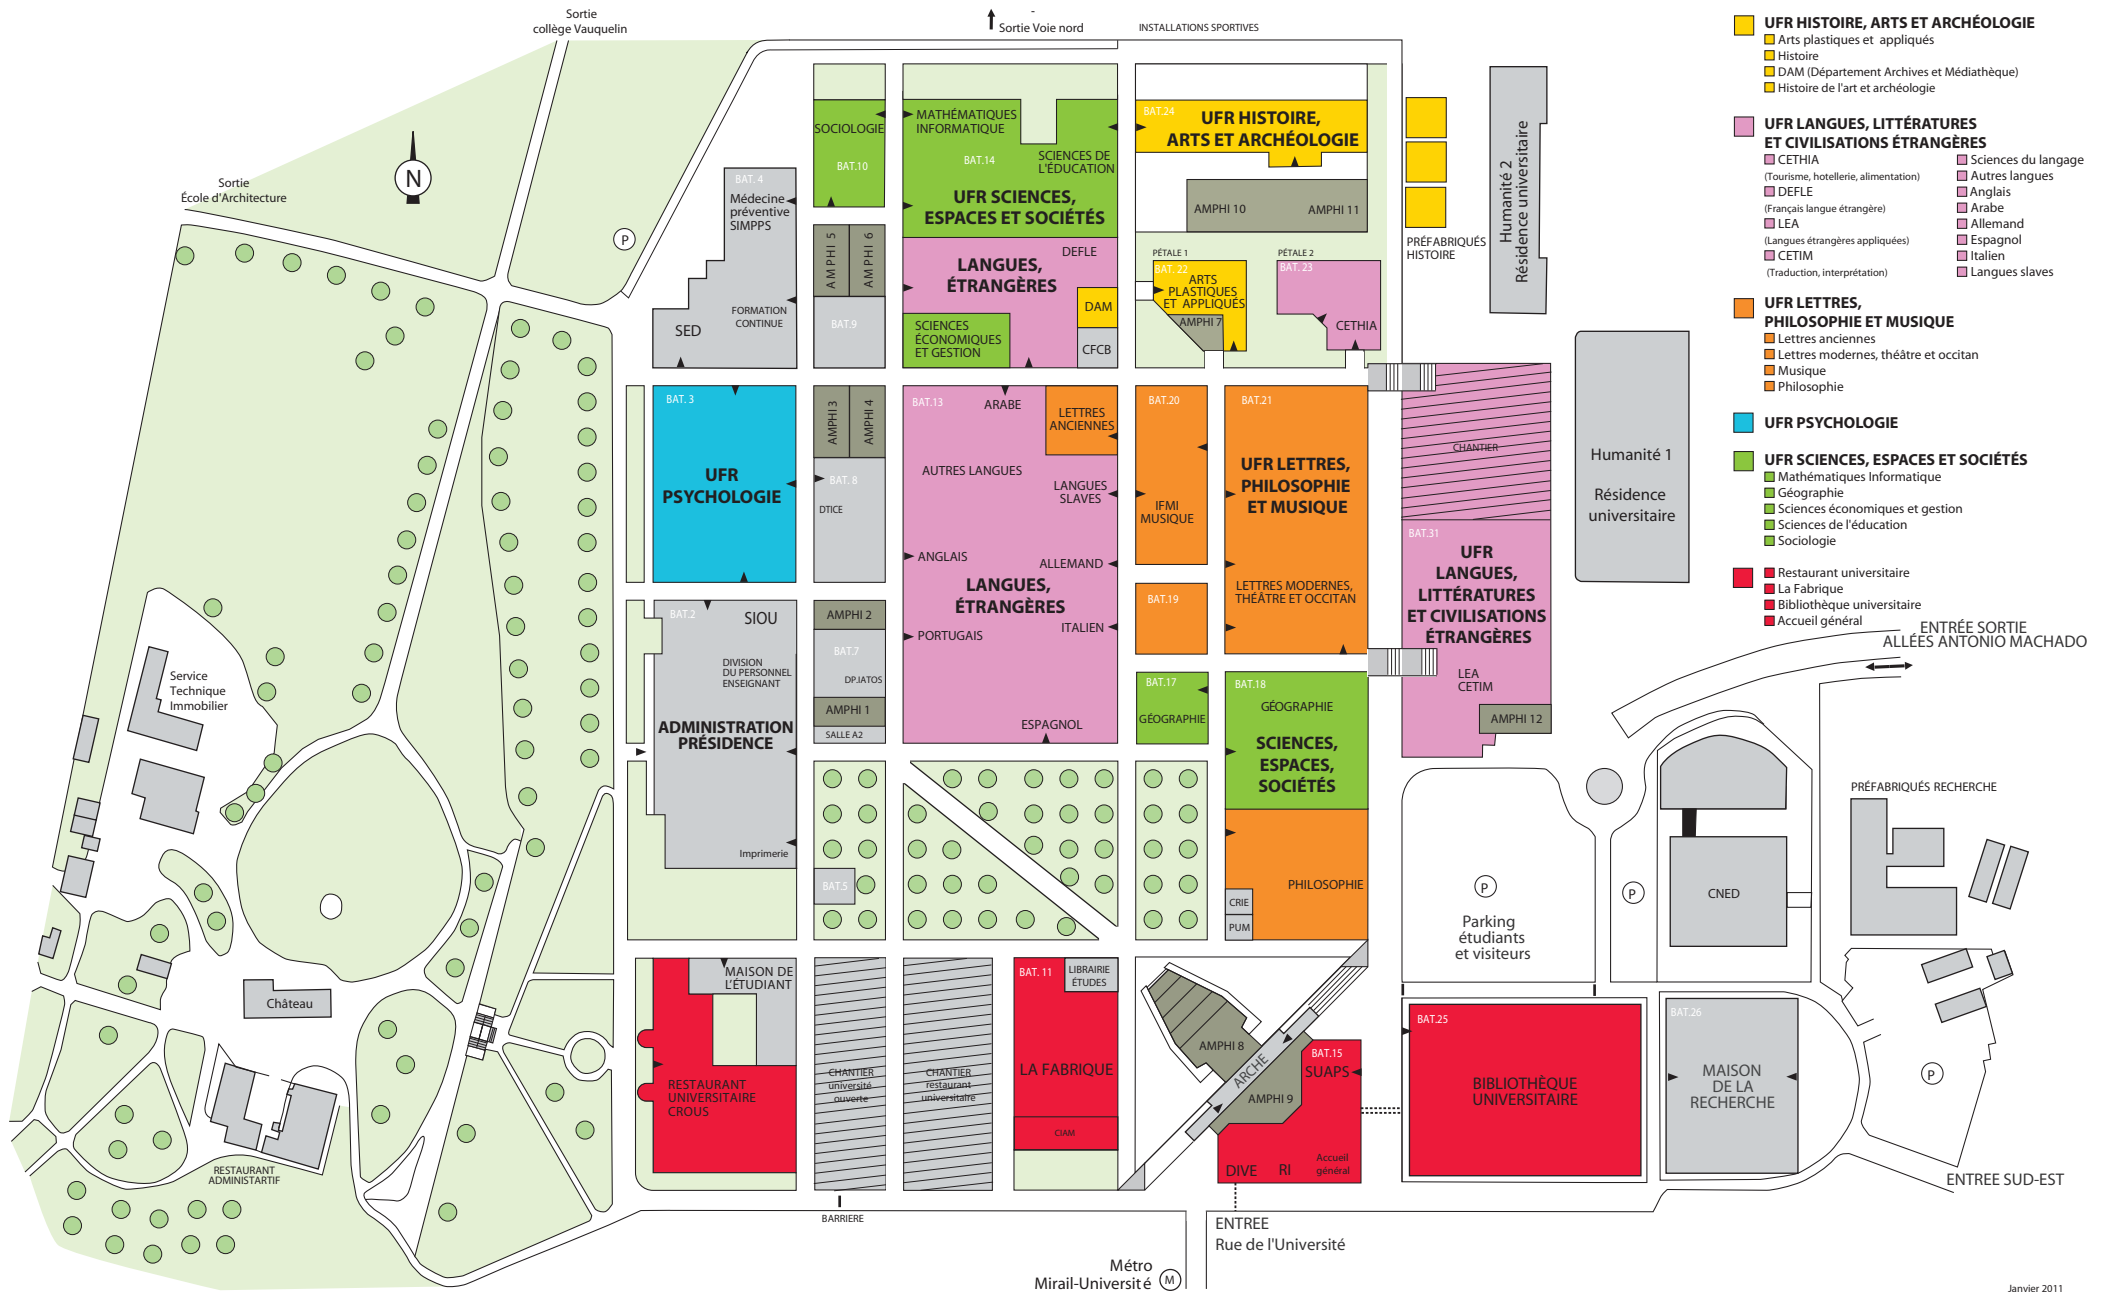 Sortie
collège Vauquelin
Sortie Voie nord
INSTALLATIONS SPORTIVES
Sortie
École d'Architecture
N
P
SOCIOLOGIE
BAT.10
MATHÉMATIQUES
INFORMATIQUE
BAT.14
SCIENCES DE
L'ÉDUCATION
UFR SCIENCES,
ESPACES ET SOCIÉTÉS
BAT.24
UFR HISTOIRE,
ARTS ET ARCHÉOLOGIE
AMPHI 10
AMPHI 11
PRÉFABRIQUÉS
HISTOIRE
Humanité 2
Résidence universitaire
BAT. 4
Médecine
préventive
SIMPPS
FORMATION
CONTINUE
SED
AMPHI 5
AMPHI 6
BAT.9
DEFLE
LANGUES,
ÉTRANGÈRES
DAM
CFCB
SCIENCES
ÉCONOMIQUES
ET GESTION
PÉTALE 1
BAT. 22
ARTS
PLASTIQUES
ET APPLIQUÉS
AMPHI 7
PÉTALE 2
BAT. 23
CETHIA
BAT. 3
UFR
PSYCHOLOGIE
AMPHI 3
AMPHI 4
BAT. 8
DTICE
BAT.13
ARABE
LETTRES
ANCIENNES
AUTRES LANGUES
LANGUES
SLAVES
ANGLAIS
ALLEMAND
LANGUES,
ÉTRANGÈRES
PORTUGAIS
ITALIEN
ESPAGNOL
BAT.20
IFMI
MUSIQUE
BAT.19
BAT.21
UFR LETTRES,
PHILOSOPHIE
ET MUSIQUE
LETTRES MODERNES,
THÉÂTRE ET OCCITAN
CHANTIER
BAT.31
UFR
LANGUES,
LITTÉRATURES
ET CIVILISATIONS
ÉTRANGÈRES
LEA
CETIM
AMPHI 12
Humanité 1
Résidence
universitaire
BAT.2
SIOU
DIVISION
DU PERSONNEL
ENSEIGNANT
ADMINISTRATION
PRÉSIDENCE
Imprimerie
AMPHI 2
BAT.7
DP.IATOS
AMPHI 1
SALLE A2
BAT.5
BAT.17
GÉOGRAPHIE
BAT.18
GÉOGRAPHIE
SCIENCES,
ESPACES,
SOCIÉTÉS
PHILOSOPHIE
CRIE
PUM
Service
Technique
Immobilier
Château
RESTAURANT
ADMINISTARTIF
MAISON DE
L'ÉTUDIANT
RESTAURANT
UNIVERSITAIRE
CROUS
CHANTIER
université
ouverte
CHANTIER
restaurant
universitaire
BAT. 11
LIBRAIRIE
ÉTUDES
LA FABRIQUE
CIAM
AMPHI 8
ARCHE
AMPHI 9
BAT.15
SUAPS
DIVE
RI
Accueil
général
BAT.25
BIBLIOTHÈQUE
UNIVERSITAIRE
BAT.26
MAISON
DE LA
RECHERCHE
P
Parking
étudiants
et visiteurs
P
CNED
PRÉFABRIQUÉS RECHERCHE
P
ENTRÉE SORTIE
ALLÉES ANTONIO MACHADO
ENTREE SUD-EST
BARRIERE
ENTREE
Rue de l'Université
Métro
Mirail-Université
M
UFR HISTOIRE, ARTS ET ARCHÉOLOGIE
Arts plastiques et appliqués
Histoire
DAM (Département Archives et Médiathèque)
Histoire de l'art et archéologie
UFR LANGUES, LITTÉRATURES
ET CIVILISATIONS ÉTRANGÈRES
CETHIA
(Tourisme, hotellerie, alimentation)
DEFLE
(Français langue étrangère)
LEA
(Langues étrangères appliquées)
CETIM
(Traduction, interprétation)
Sciences du langage
Autres langues
Anglais
Arabe
Allemand
Espagnol
Italien
Langues slaves
UFR LETTRES,
PHILOSOPHIE ET MUSIQUE
Lettres anciennes
Lettres modernes, théâtre et occitan
Musique
Philosophie
UFR PSYCHOLOGIE
UFR SCIENCES, ESPACES ET SOCIÉTÉS
Mathématiques Informatique
Géographie
Sciences économiques et gestion
Sciences de l'éducation
Sociologie
Restaurant universitaire
La Fabrique
Bibliothèque universitaire
Accueil général
Janvier 2011